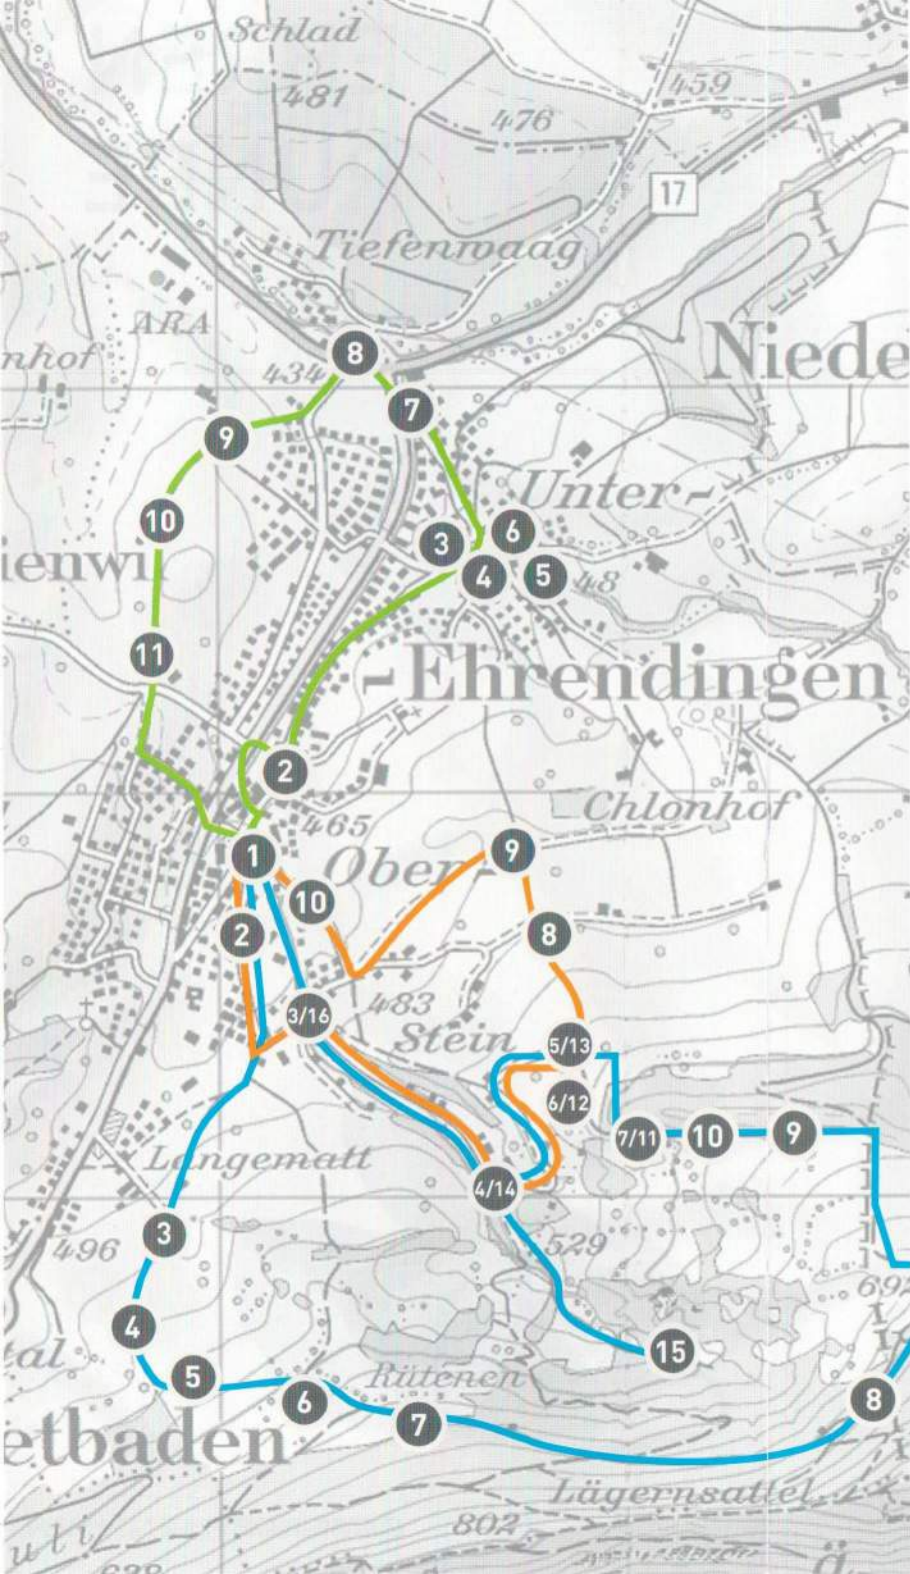 Schlad
481
459
476
17
Tiefenwaag
ARA
nhof
434
8
Niede
7
9
Unter-
10
3
6
4
5
48
11
-Ehrendingen
2
465
Chlonhof
1
Ober-
9
10
2
8
3/16
483
Stein
5/13
6/12
7/11
10
9
Langematt
4/14
3
496
529
692
4
tal
15
5
Rütenen
6
8
7
etbaden
Lägernsattel
802
638